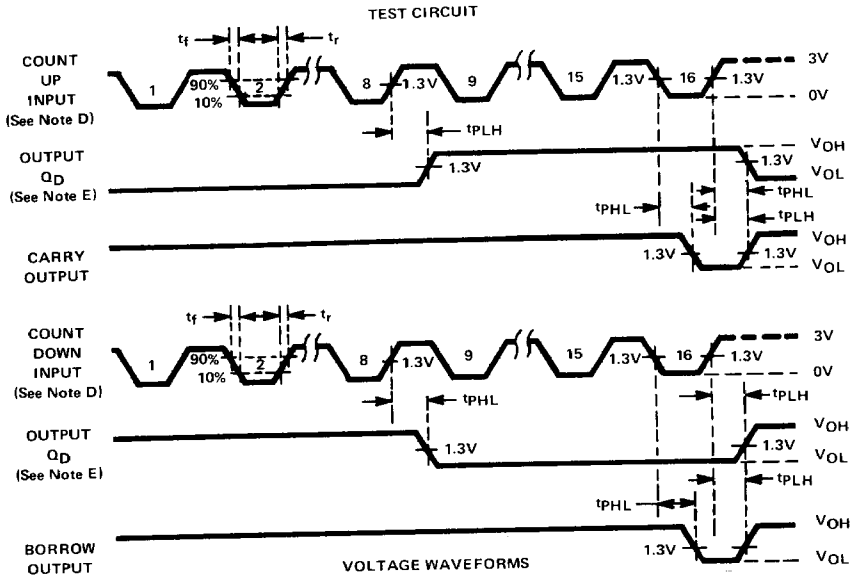 TEST CIRCUIT
COUNT
UP
INPUT
(See Note D)
tf
tr
90%
10%
1
2
8
1.3V
9
15
1.3V
16
1.3V
3V
0V
tPLH
OUTPUT
QD
(See Note E)
1.3V
1.3V
VOH
VOL
tPHL
tPHL
tPLH
CARRY
OUTPUT
1.3V
1.3V
VOH
VOL
COUNT
DOWN
INPUT
(See Note D)
tf
tr
90%
10%
1
2
8
1.3V
9
15
1.3V
16
1.3V
3V
0V
tPHL
tPLH
OUTPUT
QD
(See Note E)
1.3V
1.3V
VOH
VOL
tPHL
tPLH
BORROW
OUTPUT
1.3V
1.3V
VOH
VOL
VOLTAGE WAVEFORMS